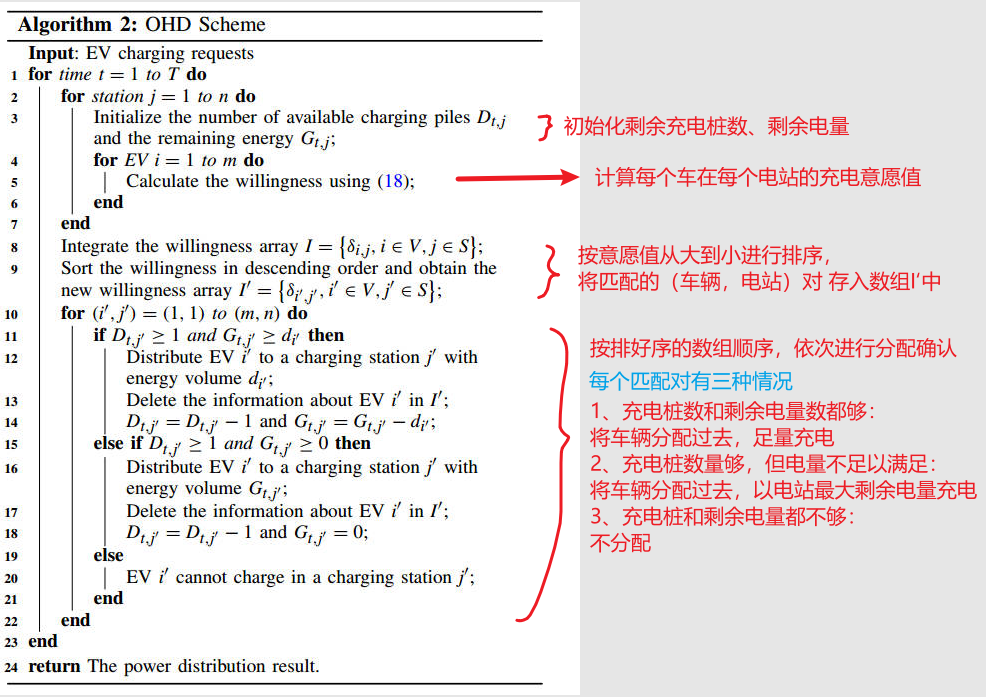 Algorithm 2: OHD Scheme
Input: EV charging requests
1 for time t = 1 to T do
2 for station j = 1 to n do
3 Initialize the number of available charging piles D_{t,j}
and the remaining energy G_{t,j};
4 for EV i = 1 to m do
5 Calculate the willingness using (18);
6 end
7 end
8 Integrate the willingness array I = {δ_{i,j}, i ∈ V, j ∈ S};
9 Sort the willingness in descending order and obtain the
new willingness array I′ = {δ_{i′,j′}, i′ ∈ V, j′ ∈ S};
10 for (i′, j′) = (1, 1) to (m, n) do
11 if D_{t,j′} ≥ 1 and G_{t,j′} ≥ d_{i′} then
12 Distribute EV i′ to a charging station j′ with
energy volume d_{i′};
13 Delete the information about EV i′ in I′;
14 D_{t,j′} = D_{t,j′} − 1 and G_{t,j′} = G_{t,j′} − d_{i′};
15 else if D_{t,j′} ≥ 1 and G_{t,j′} ≥ 0 then
16 Distribute EV i′ to a charging station j′ with
energy volume G_{t,j′};
17 Delete the information about EV i′ in I′;
18 D_{t,j′} = D_{t,j′} − 1 and G_{t,j′} = 0;
19 else
20 EV i′ cannot charge in a charging station j′;
21 end
22 end
23 end
24 return The power distribution result.
初始化剩余充电桩数、剩余电量
计算每个车在每个电站的充电意愿值
按意愿值从大到小进行排序，
将匹配的（车辆，电站）对 存入数组I'中
按排好序的数组顺序，依次进行分配确认
每个匹配对有三种情况
1、充电桩数和剩余电量数都够：
将车辆分配过去，足量充电
2、充电桩数量够，但电量不足以满足：
将车辆分配过去，以电站最大剩余电量充电
3、充电桩和剩余电量都不够：
不分配